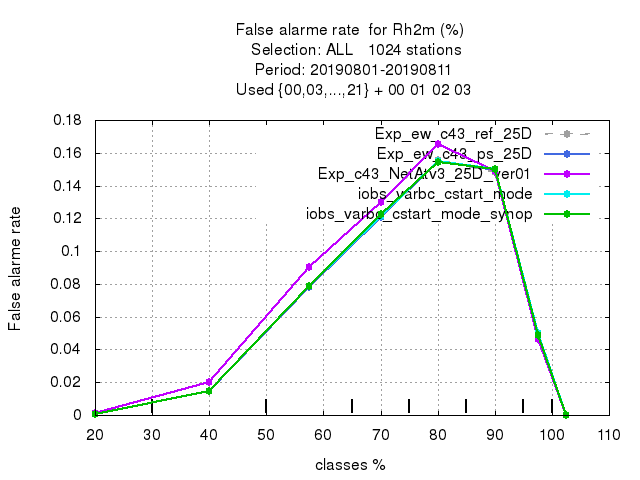 False alarme rate  for Rh2m (%)
Selection: ALL   1024 stations
Period: 20190801-20190811
Used {00,03,...,21} + 00 01 02 03
0.18
0.16
0.14
0.12
0.1
0.08
0.06
0.04
0.02
0
False alarme rate
Exp_ew_c43_ref_25D
Exp_ew_c43_ps_25D
Exp_c43_NetAtv3_25D_ver01
iobs_varbc_cstart_mode
iobs_varbc_cstart_mode_synop
20 30 40 50 60 70 80 90 100 110
classes %